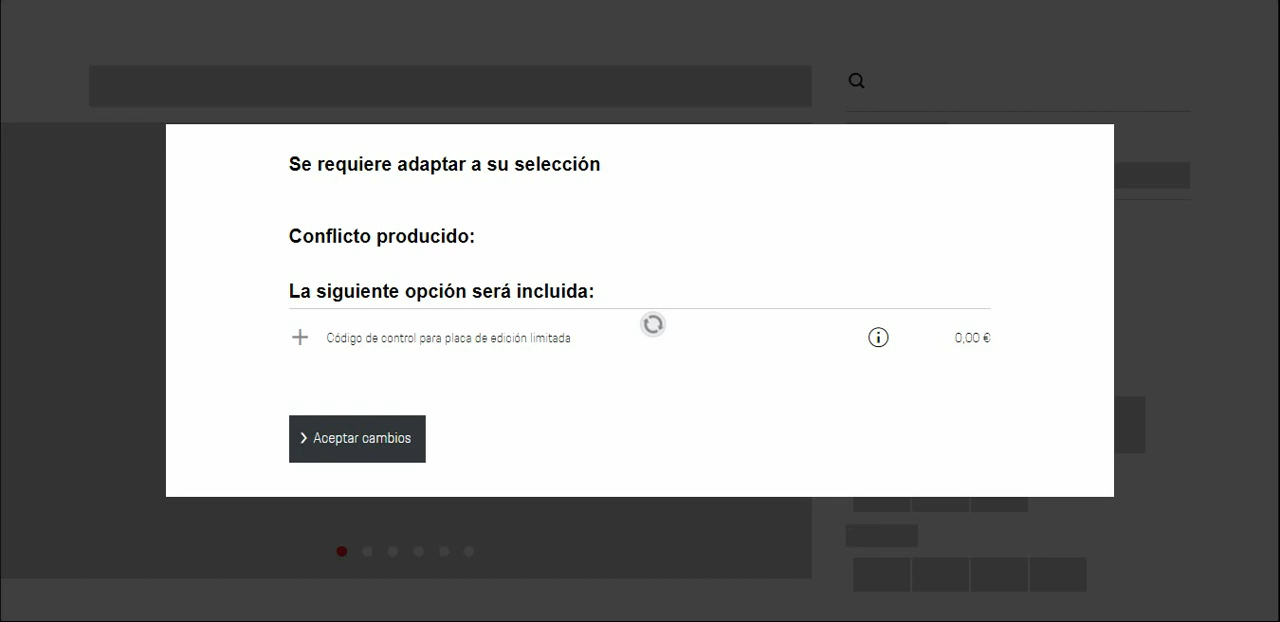 Se requiere adaptar a su selección
Conflicto producido:
La siguiente opción será incluida:
Código de control para placa de edición limitada
0,00 €
Aceptar cambios